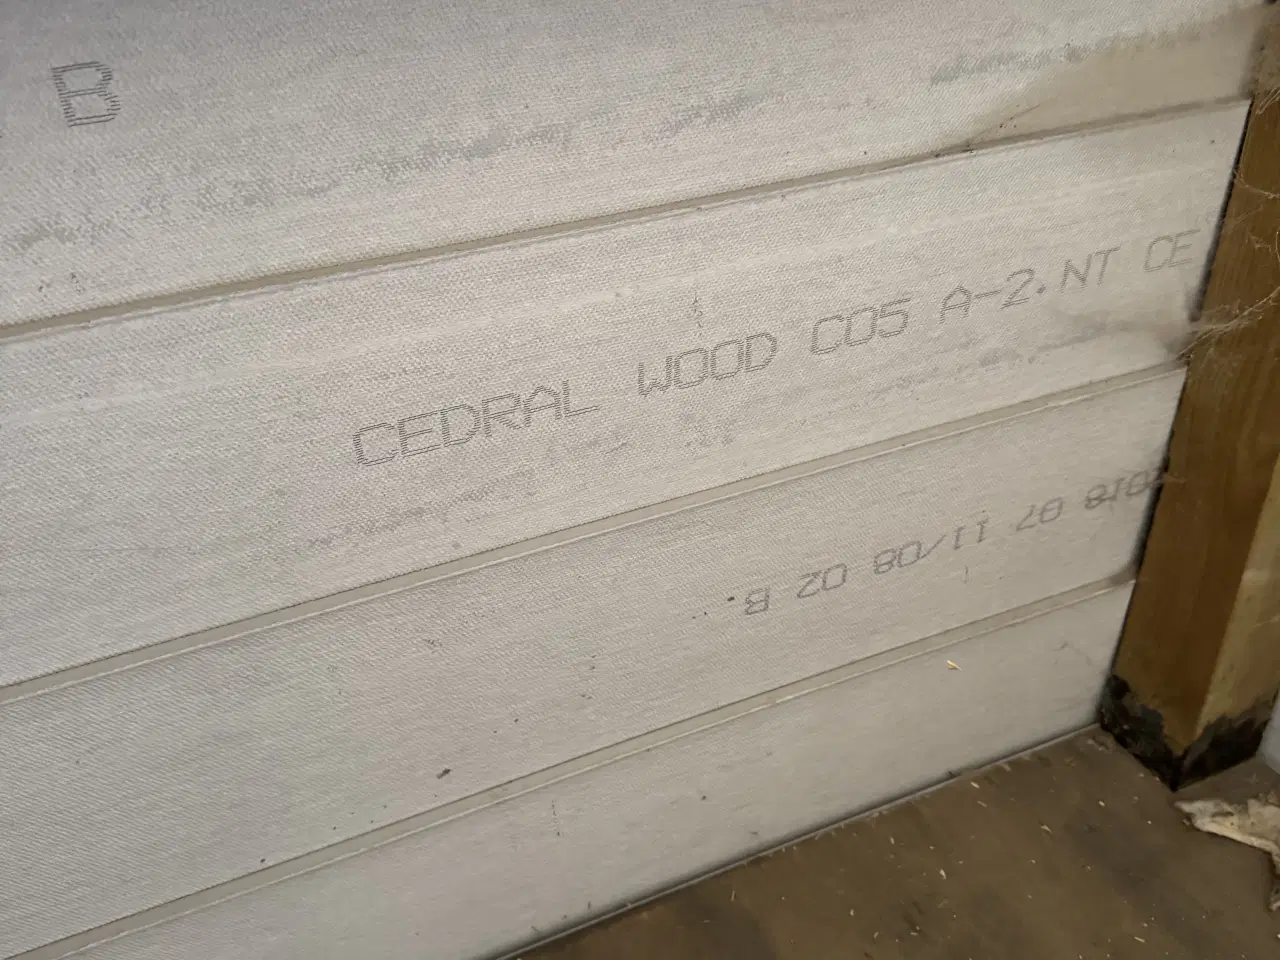 B
CEDRAL WOOD C05 A-2.NT CE
2018 07 11/08 02 B